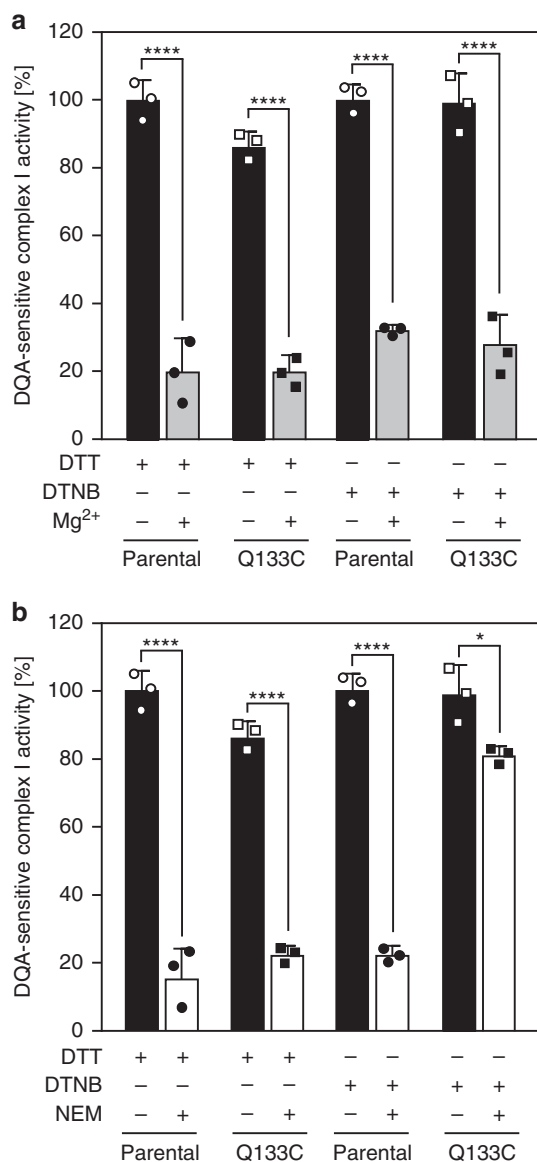 a
DQA-sensitive complex I activity [%]
120
100
80
60
40
20
0
**** **** **** ****
DTT + + + + – – – –
DTNB – – – – + + + +
Mg2+ – + – + – + – +
Parental Q133C Parental Q133C
b
DQA-sensitive complex I activity [%]
120
100
80
60
40
20
0
**** **** **** *
DTT + + + + – – – –
DTNB – – – – + + + +
NEM – + – + – + – +
Parental Q133C Parental Q133C